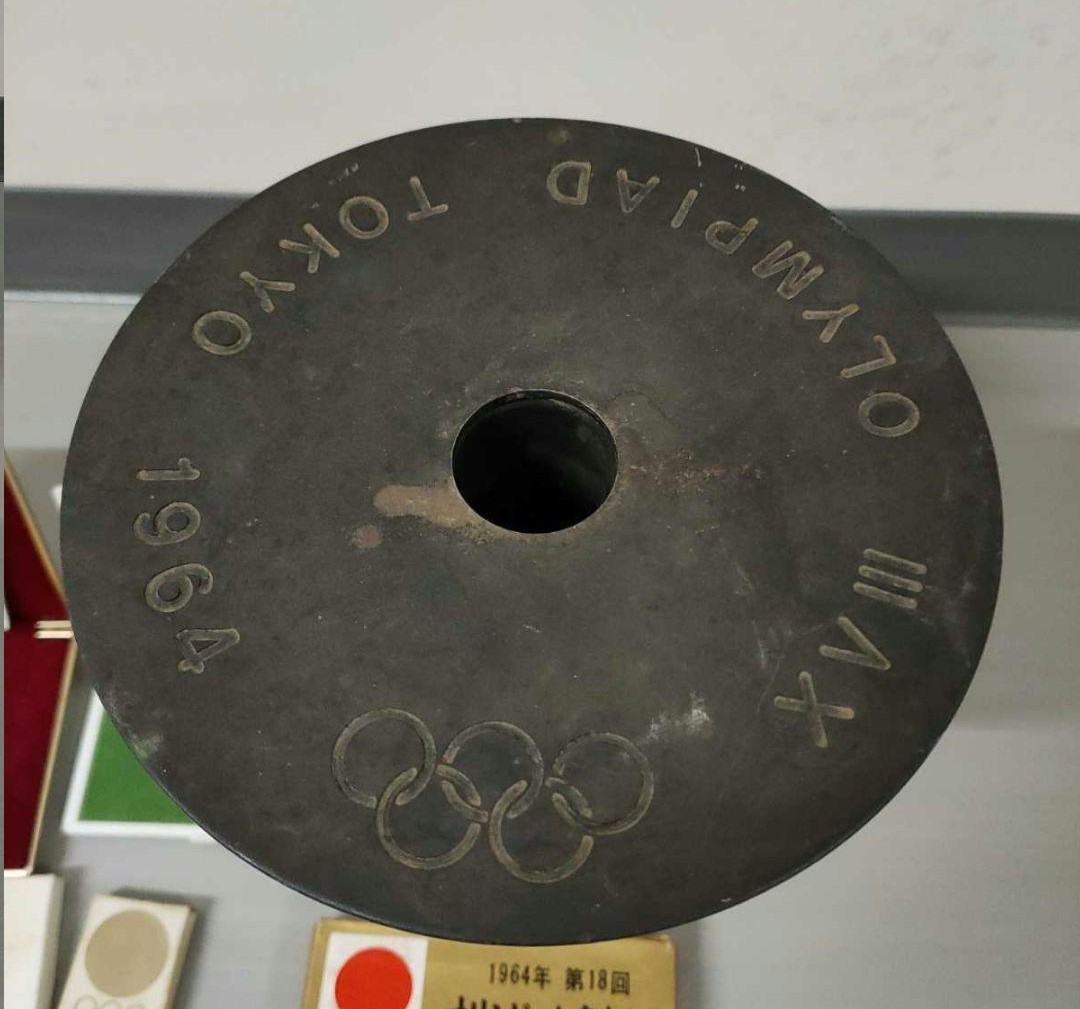 XVIII OLYMPIAD TOKYO 1964
1964年 第18回